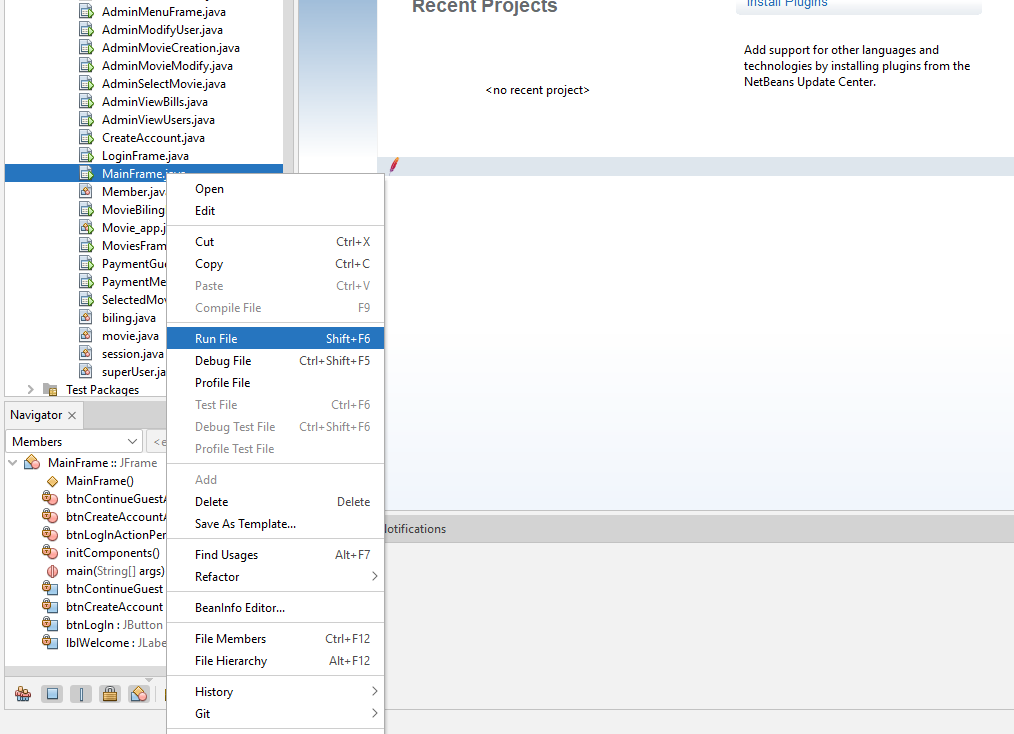 AdminMenuFrame.java
AdminModifyUser.java
AdminMovieCreation.java
AdminMovieModify.java
AdminSelectMovie.java
AdminViewBills.java
AdminViewUsers.java
CreateAccount.java
LoginFrame.java
MainFrame.java
Member.jav
MovieBiling
Movie_app.j
MoviesFram
PaymentGu
PaymentMe
SelectedMov
biling.java
movie.java
session.java
superUser.ja
Test Packages
Recent Projects
<no recent project>
Install Plugins
Add support for other languages and
technologies by installing plugins from the
NetBeans Update Center.
Open
Edit
Cut Ctrl+X
Copy Ctrl+C
Paste Ctrl+V
Compile File F9
Run File Shift+F6
Debug File Ctrl+Shift+F5
Profile File
Test File Ctrl+F6
Debug Test File Ctrl+Shift+F6
Profile Test File
Add
Delete Delete
Save As Template...
Find Usages Alt+F7
Refactor
BeanInfo Editor...
File Members Ctrl+F12
File Hierarchy Alt+F12
History
Git
Navigator
Members <e
MainFrame :: JFrame
MainFrame()
btnContinueGuestA
btnCreateAccountA
btnLogInActionPer
initComponents()
main(String[] args)
btnContinueGuest
btnCreateAccount
btnLogIn : JButton
lblWelcome : JLabe
otifications